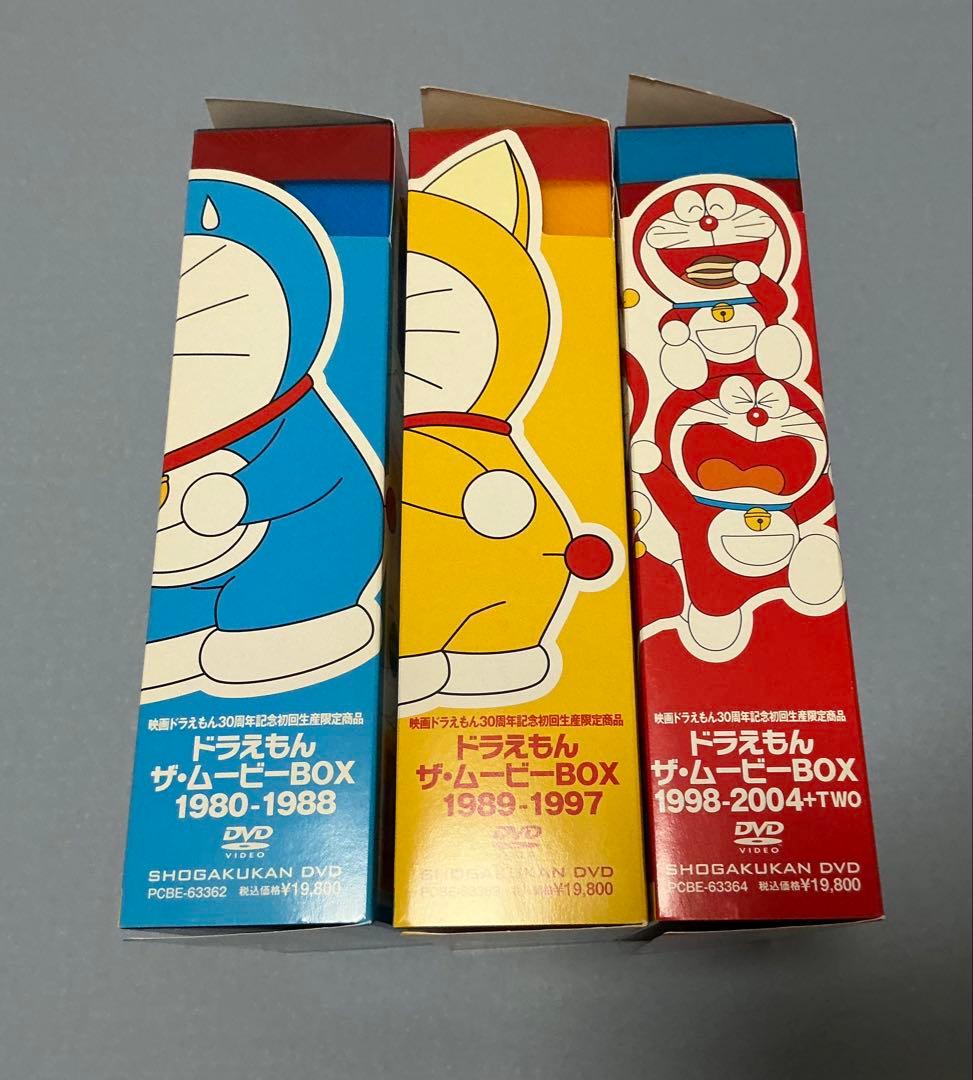 映画ドラえもん30周年記念初回生産限定商品
ドラえもん
ザ・ムービーBOX
1980-1988
DVD
VIDEO
SHOGAKUKAN DVD
PCBE-63362 税込価格¥19,800
映画ドラえもん30周年記念初回生産限定商品
ドラえもん
ザ・ムービーBOX
1989-1997
DVD
VIDEO
SHOGAKUKAN DVD
税込価格¥19,800
映画ドラえもん30周年記念初回生産限定商品
ドラえもん
ザ・ムービーBOX
1998-2004+TWO
DVD
VIDEO
SHOGAKUKAN DVD
PCBE-63364 税込価格¥19,800